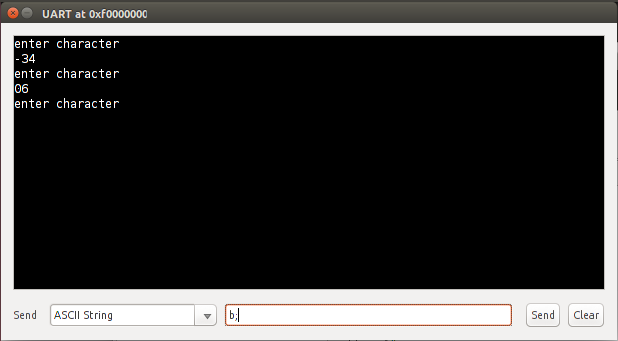 UART at 0xf0000000
enter character
-34
enter character
06
enter character
Send ASCII String b; Send Clear